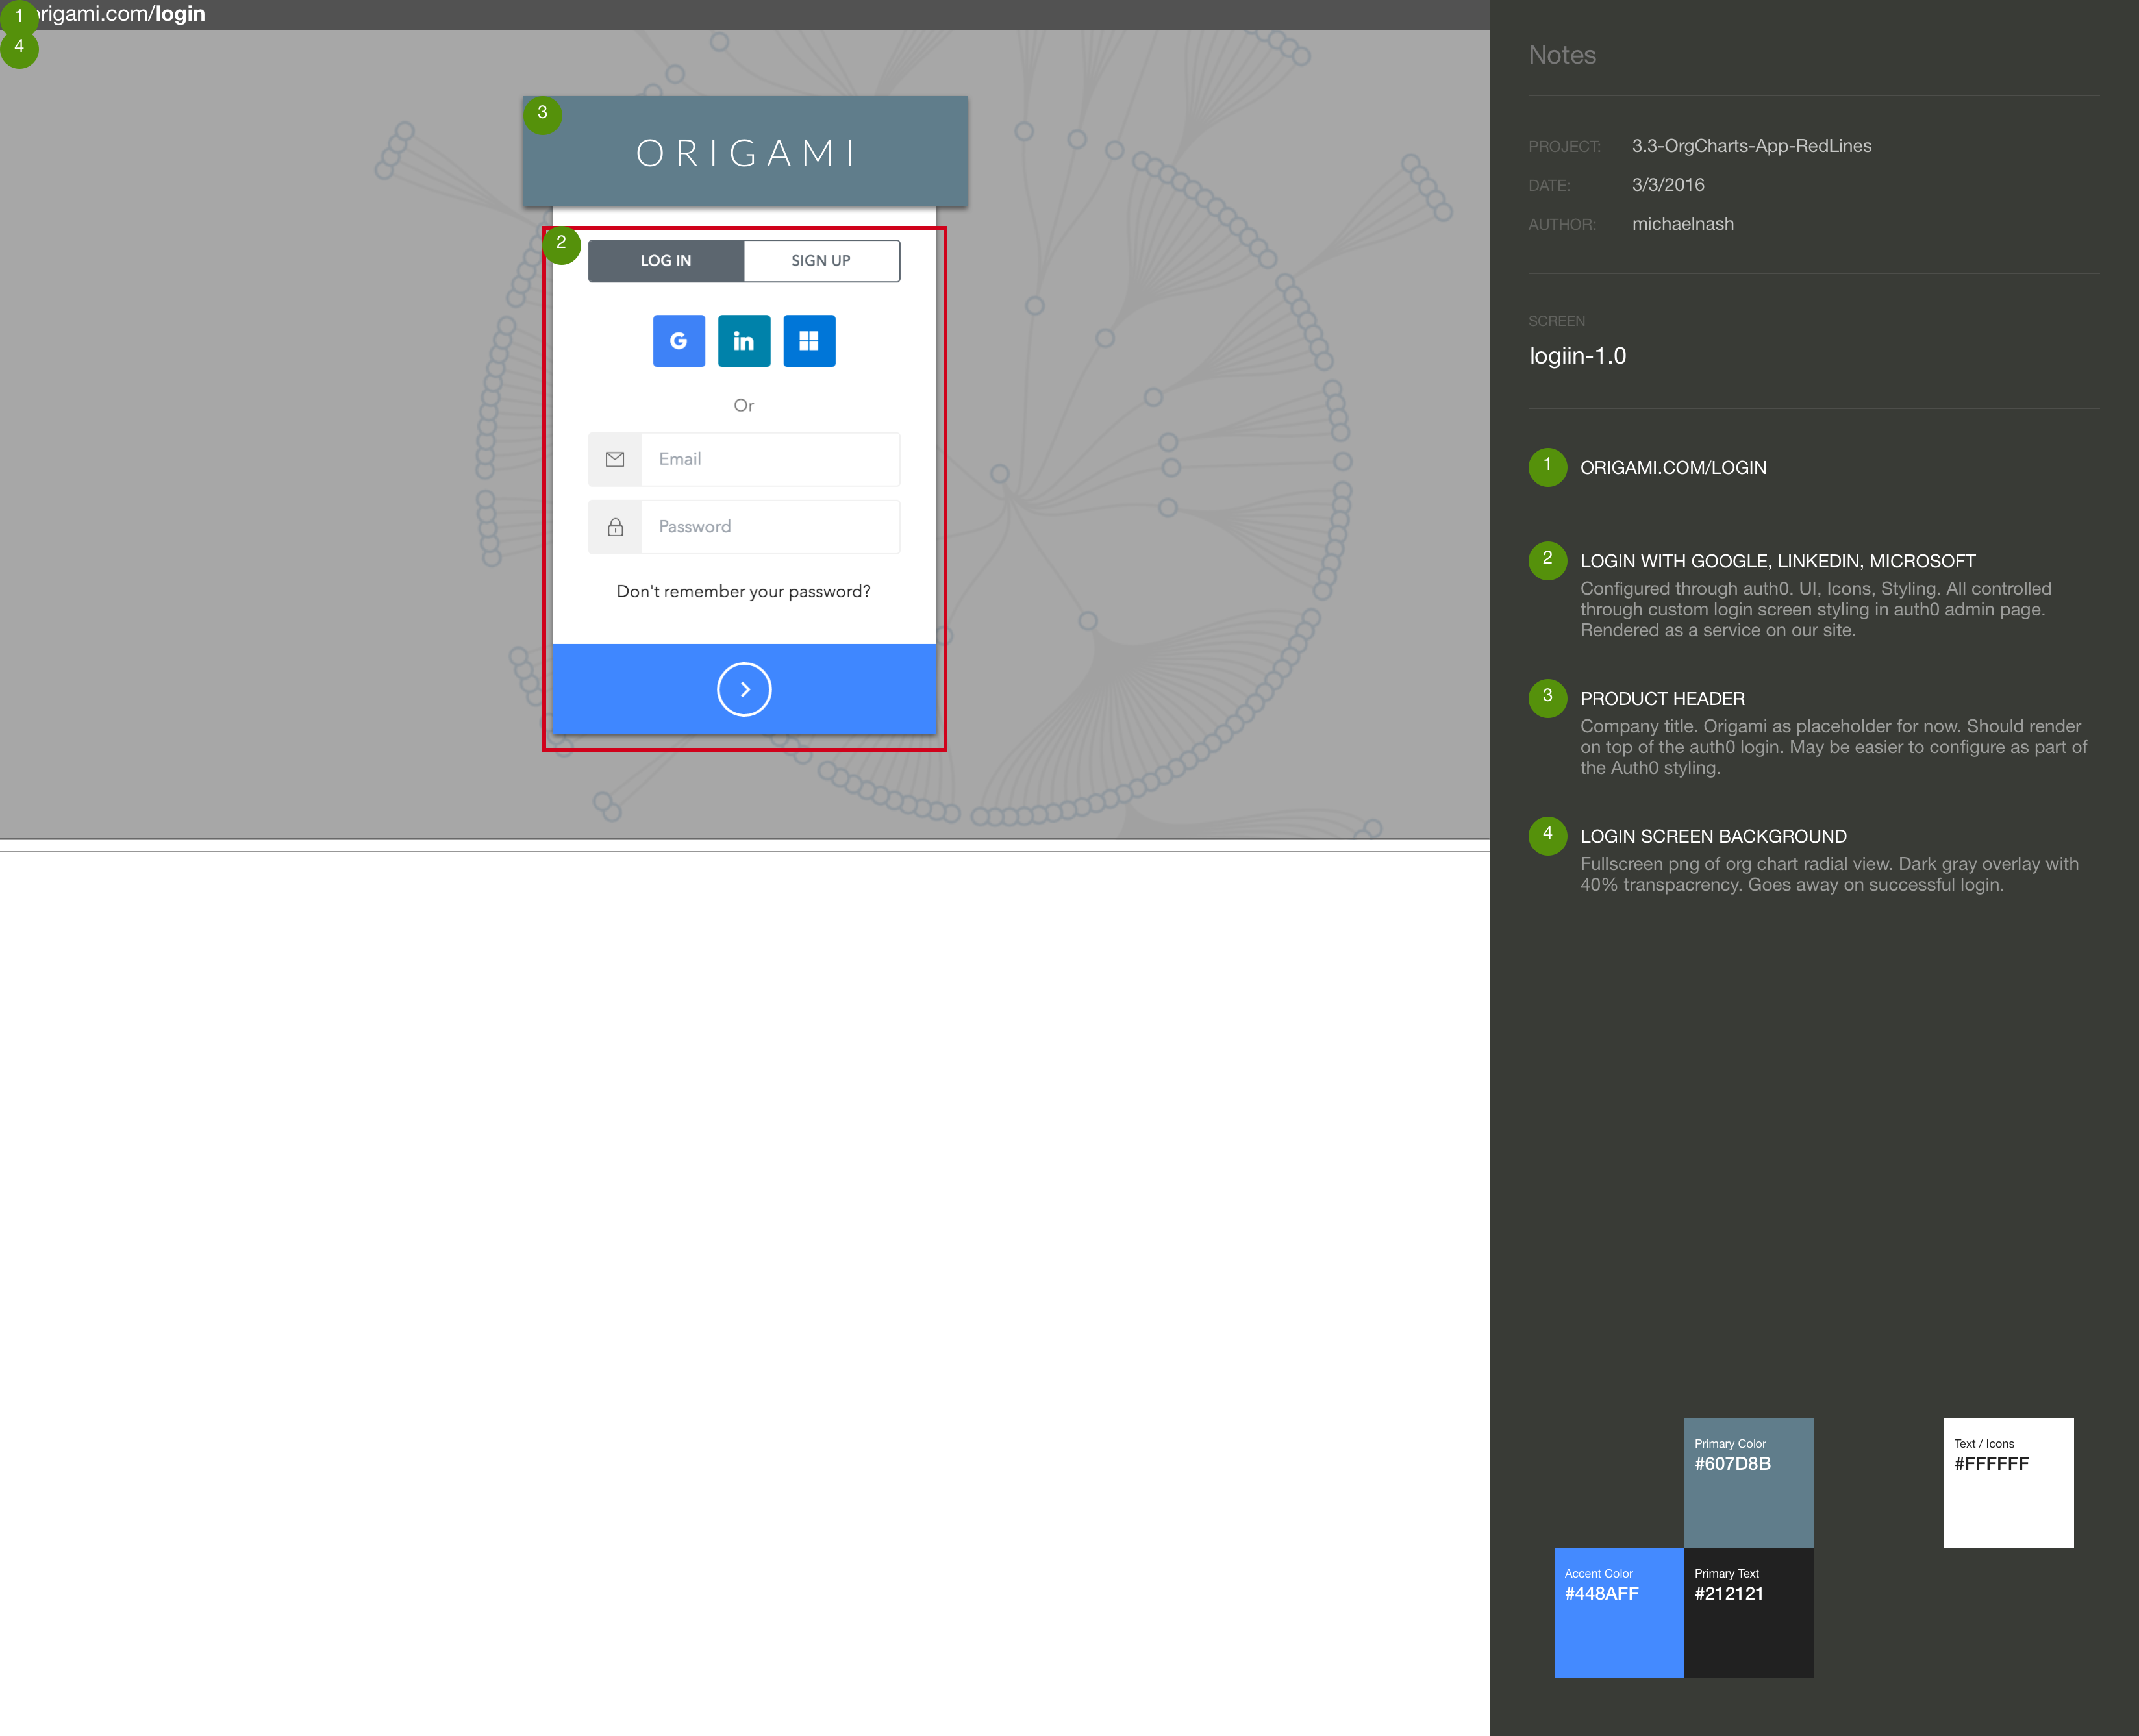 1
origami.com/login
4
3
ORIGAMI
2
LOG IN
SIGN UP
G
in
Or
Email
Password
Don't remember your password?
Notes
PROJECT: 3.3-OrgCharts-App-RedLines
DATE: 3/3/2016
AUTHOR: michaelnash
SCREEN
logiin-1.0
1 ORIGAMI.COM/LOGIN
2 LOGIN WITH GOOGLE, LINKEDIN, MICROSOFT
Configured through auth0. UI, Icons, Styling. All controlled
through custom login screen styling in auth0 admin page.
Rendered as a service on our site.
3 PRODUCT HEADER
Company title. Origami as placeholder for now. Should render
on top of the auth0 login. May be easier to configure as part of
the Auth0 styling.
4 LOGIN SCREEN BACKGROUND
Fullscreen png of org chart radial view. Dark gray overlay with
40% transpacrency. Goes away on successful login.
Primary Color
#607D8B
Text / Icons
#FFFFFF
Accent Color
#448AFF
Primary Text
#212121